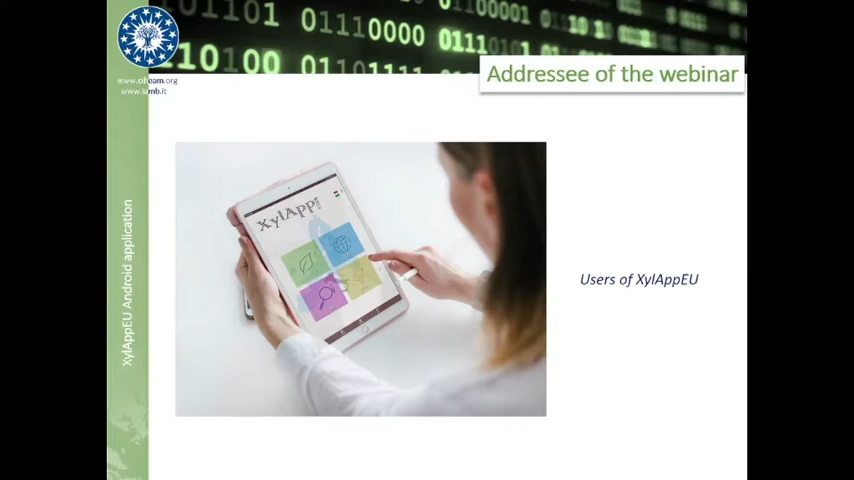 Addressee of the webinar
www.ciheam.org
www.iamb.it
XylAppEU Android application
XylApp!
Users of XylAppEU